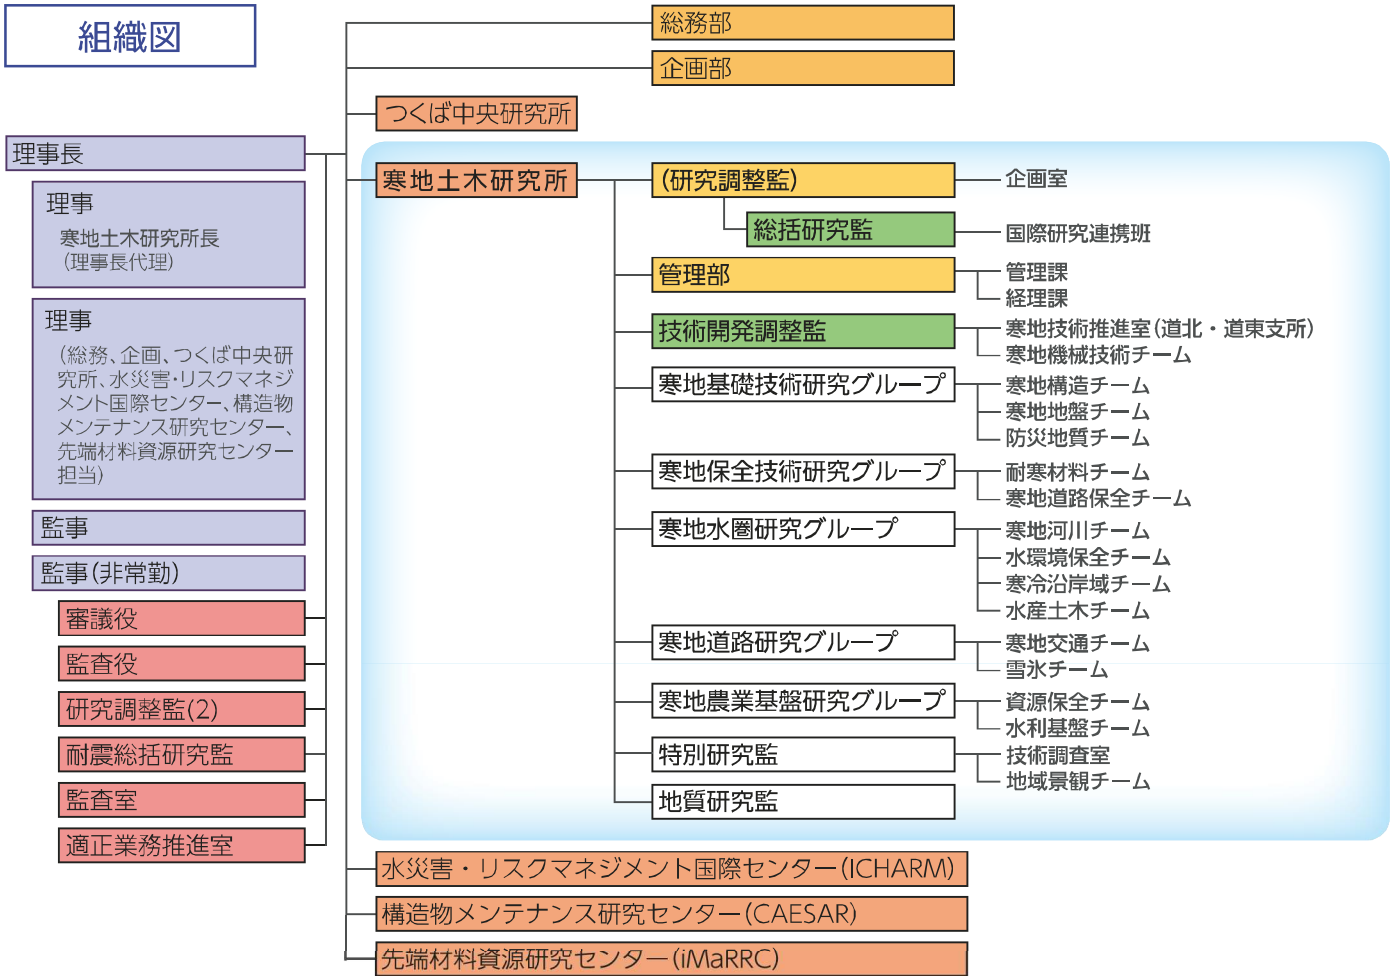 組織図
理事長
理事
寒地土木研究所長
(理事長代理)
理事
(総務、企画、つくば中央研
究所、水災害・リスクマネジ
メント国際センター、構造物
メンテナンス研究センター、
先端材料資源研究センター
担当)
監事
監事(非常勤)
審議役
監査役
研究調整監(2)
耐震総括研究監
監査室
適正業務推進室
総務部
企画部
つくば中央研究所
寒地土木研究所
(研究調整監)
企画室
総括研究監
国際研究連携班
管理部
管理課
経理課
技術開発調整監
寒地技術推進室(道北・道東支所)
寒地機械技術チーム
寒地基礎技術研究グループ
寒地構造チーム
寒地地盤チーム
防災地質チーム
寒地保全技術研究グループ
耐寒材料チーム
寒地道路保全チーム
寒地水圏研究グループ
寒地河川チーム
水環境保全チーム
寒冷沿岸域チーム
水産土木チーム
寒地道路研究グループ
寒地交通チーム
雪氷チーム
寒地農業基盤研究グループ
資源保全チーム
水利基盤チーム
特別研究監
技術調査室
地域景観チーム
地質研究監
水災害・リスクマネジメント国際センター(ICHARM)
構造物メンテナンス研究センター(CAESAR)
先端材料資源研究センター(iMaRRC)